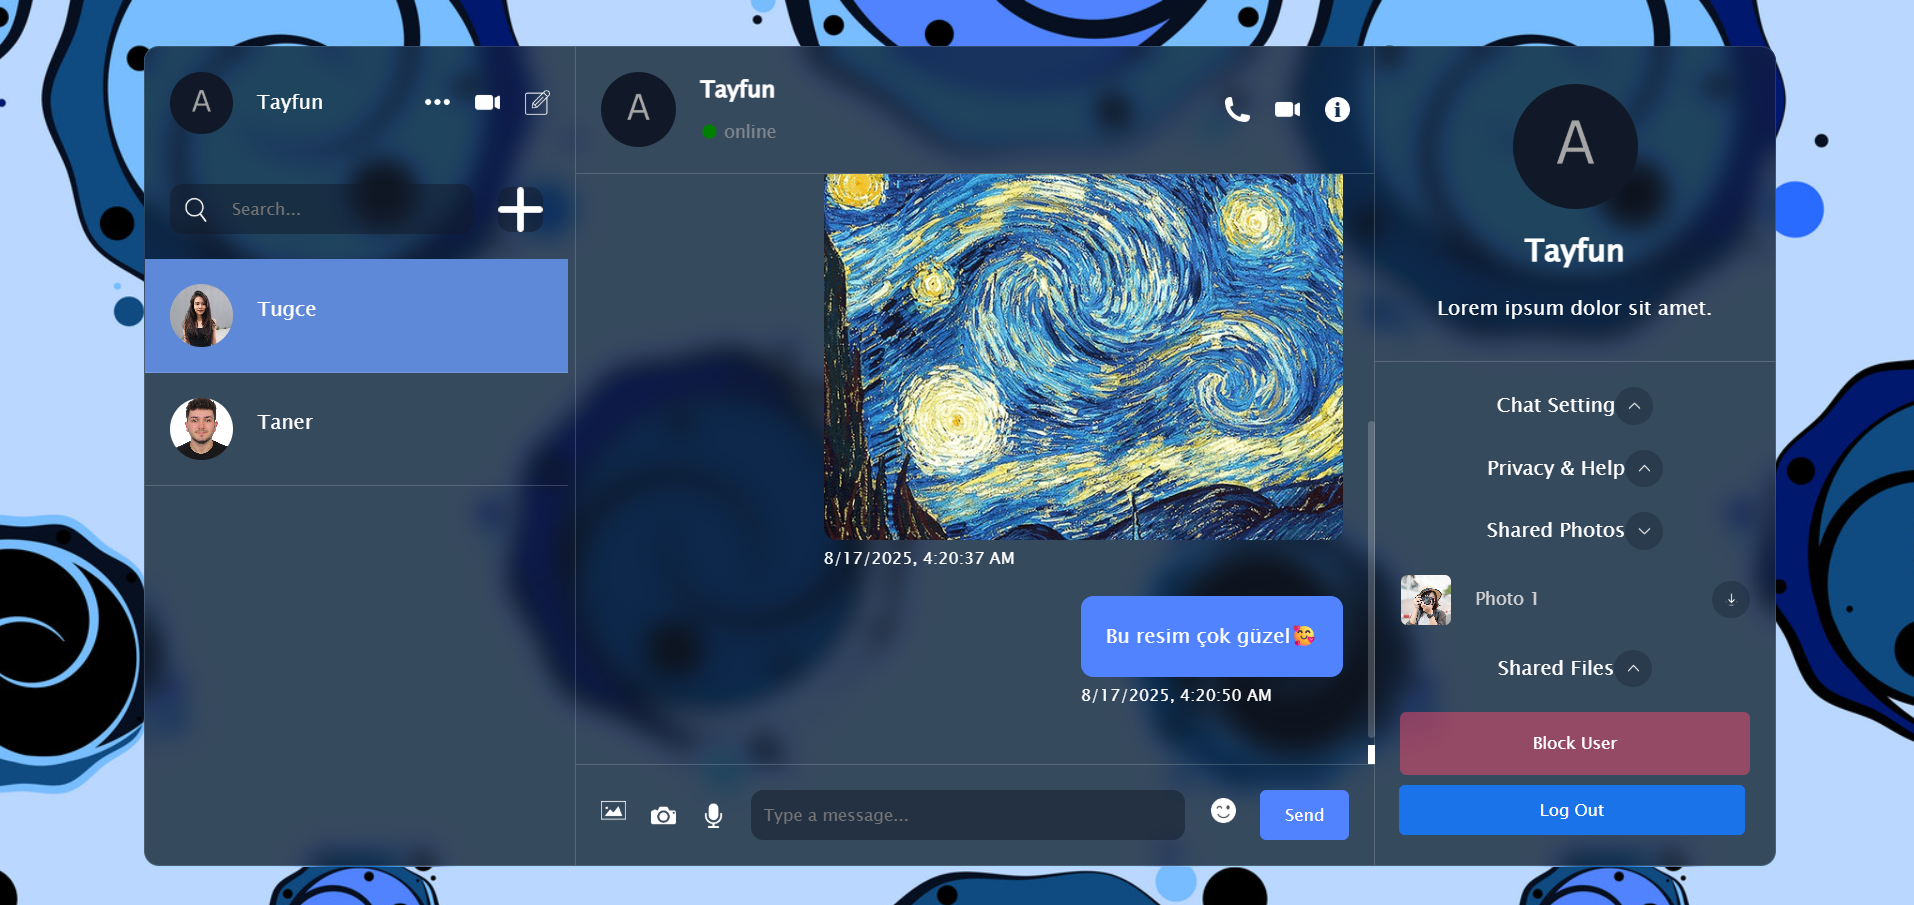 A
Tayfun
Search...
Tugce
Taner
A
Tayfun
online
8/17/2025, 4:20:37 AM
Bu resim çok güzel🥰
8/17/2025, 4:20:50 AM
Type a message...
Send
A
Tayfun
Lorem ipsum dolor sit amet.
Chat Setting
Privacy & Help
Shared Photos
Photo 1
Shared Files
Block User
Log Out